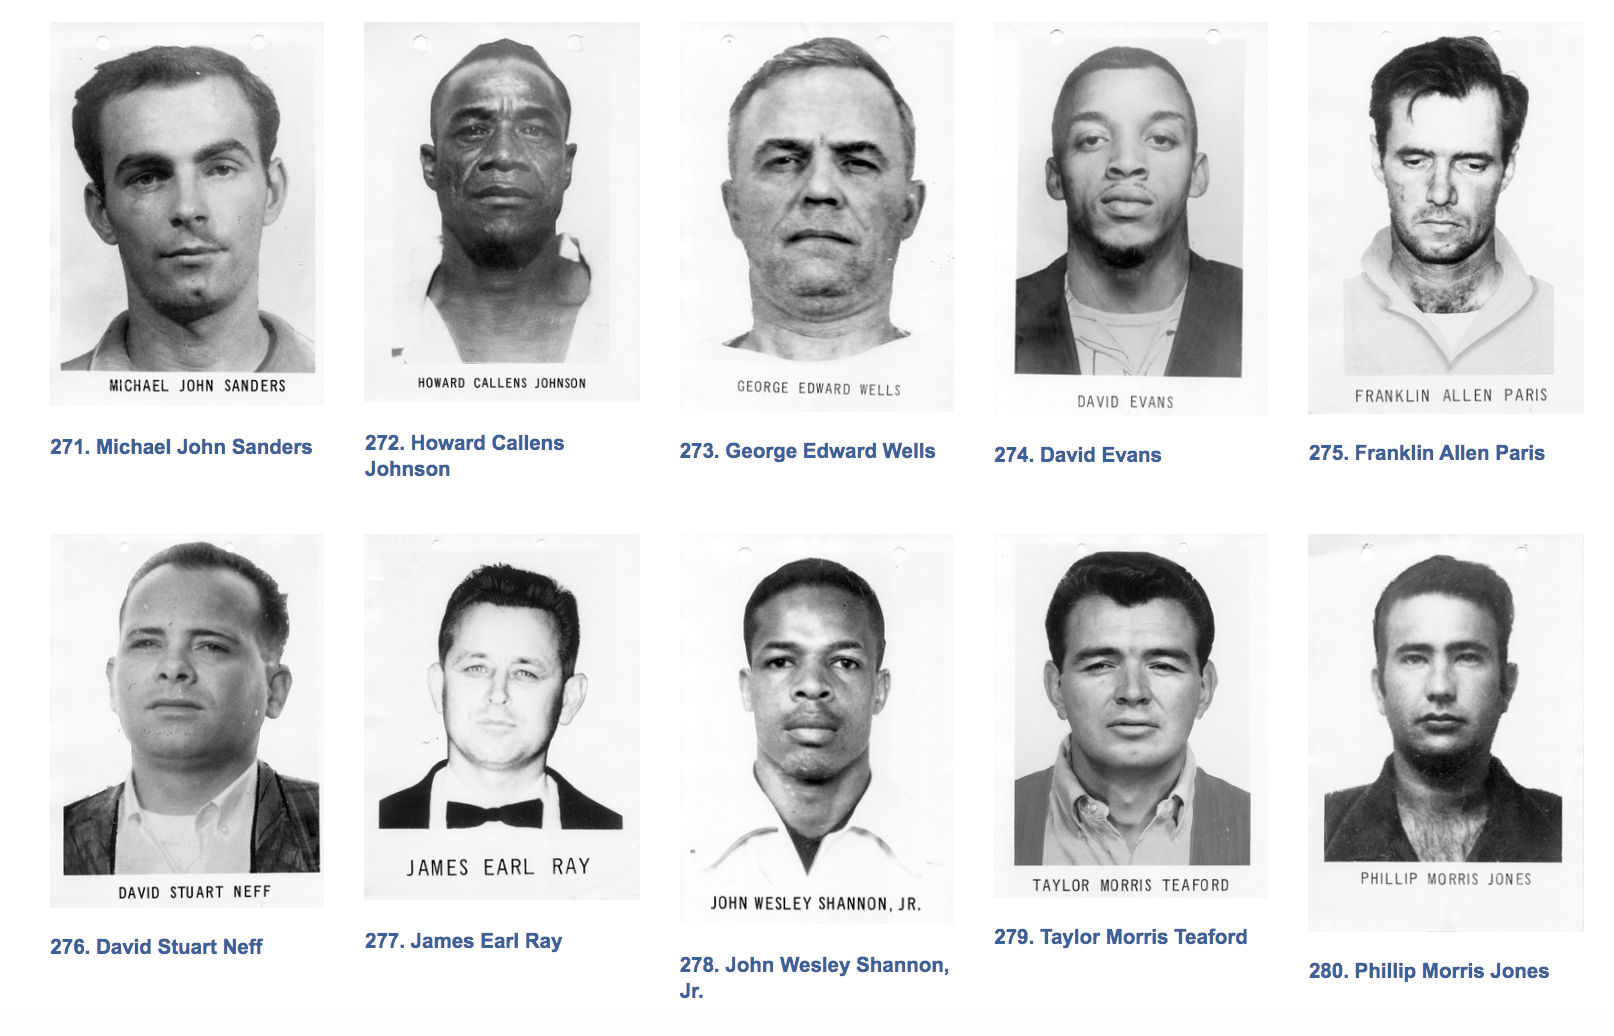 MICHAEL JOHN SANDERS
HOWARD CALLENS JOHNSON
GEORGE EDWARD WELLS
DAVID EVANS
FRANKLIN ALLEN PARIS
271. Michael John Sanders
272. Howard Callens
Johnson
273. George Edward Wells
274. David Evans
275. Franklin Allen Paris
DAVID STUART NEFF
JAMES EARL RAY
JOHN WESLEY SHANNON, JR.
TAYLOR MORRIS TEAFORD
PHILLIP MORRIS JONES
276. David Stuart Neff
277. James Earl Ray
278. John Wesley Shannon,
Jr.
279. Taylor Morris Teaford
280. Phillip Morris Jones